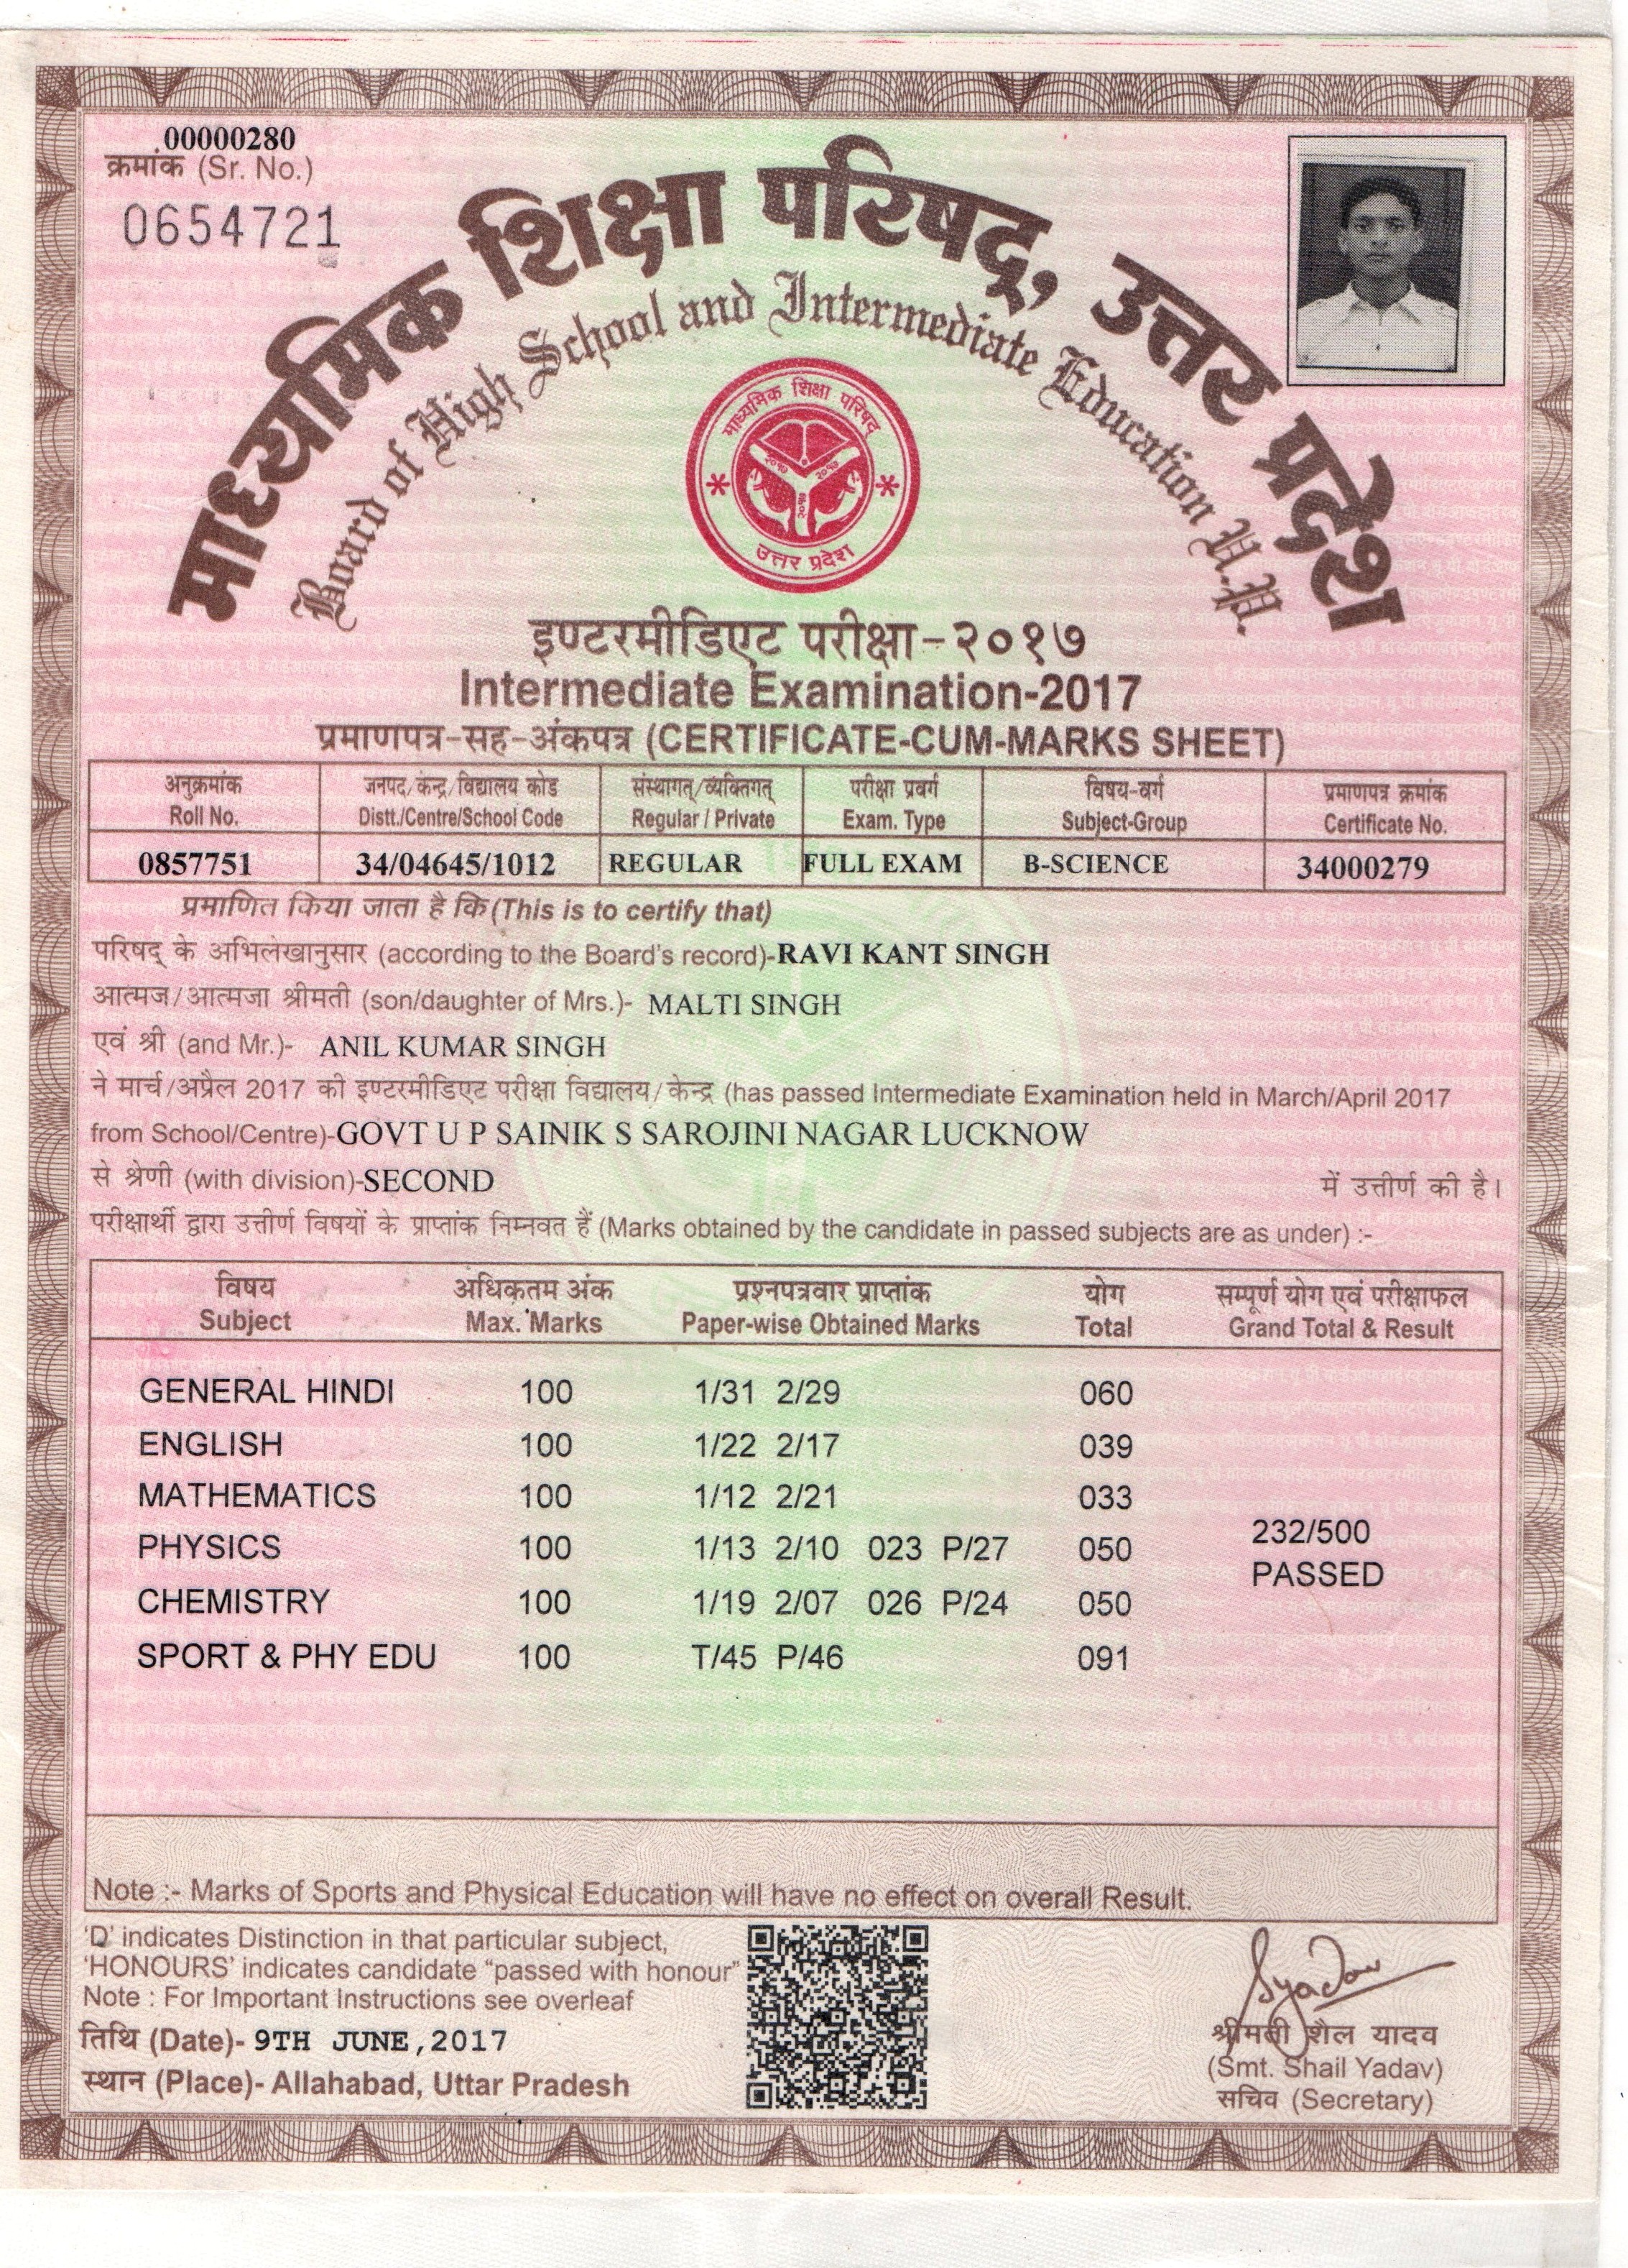 00000280
क्रमांक (Sr. No.)
0654721
माध्यमिक शिक्षा परिषद्, उत्तर प्रदेश
Board of High School and Intermediate Education U.P.
माध्यमिक शिक्षा परिषद्
२०१७ २०१७
२०१७
उत्तर प्रदेश
इण्टरमीडिएट परीक्षा-२०१७
Intermediate Examination-2017
प्रमाणपत्र-सह-अंकपत्र (CERTIFICATE-CUM-MARKS SHEET)
अनुक्रमांक जनपद/केन्द्र/विद्यालय कोड संस्थागत्/व्यक्तिगत् परीक्षा प्रवर्ग विषय-वर्ग प्रमाणपत्र क्रमांक
Roll No. Distt./Centre/School Code Regular / Private Exam. Type Subject-Group Certificate No.
0857751 34/04645/1012 REGULAR FULL EXAM B-SCIENCE 34000279
प्रमाणित किया जाता है कि (This is to certify that)
परिषद् के अभिलेखानुसार (according to the Board's record)-RAVI KANT SINGH
आत्मज/आत्मजा श्रीमती (son/daughter of Mrs.)- MALTI SINGH
एवं श्री (and Mr.)- ANIL KUMAR SINGH
ने मार्च/अप्रैल 2017 की इण्टरमीडिएट परीक्षा विद्यालय/केन्द्र (has passed Intermediate Examination held in March/April 2017
from School/Centre)-GOVT U P SAINIK S SAROJINI NAGAR LUCKNOW
से श्रेणी (with division)-SECOND में उत्तीर्ण की है।
परीक्षार्थी द्वारा उत्तीर्ण विषयों के प्राप्तांक निम्नवत हैं (Marks obtained by the candidate in passed subjects are as under) :-
विषय अधिकतम अंक प्रश्नपत्रवार प्राप्तांक योग सम्पूर्ण योग एवं परीक्षाफल
Subject Max. Marks Paper-wise Obtained Marks Total Grand Total & Result
GENERAL HINDI 100 1/31 2/29 060
ENGLISH 100 1/22 2/17 039
MATHEMATICS 100 1/12 2/21 033
PHYSICS 100 1/13 2/10 023 P/27 050 232/500
PASSED
CHEMISTRY 100 1/19 2/07 026 P/24 050
SPORT & PHY EDU 100 T/45 P/46 091
Note :- Marks of Sports and Physical Education will have no effect on overall Result.
'D' indicates Distinction in that particular subject,
'HONOURS' indicates candidate "passed with honour"
Note : For Important Instructions see overleaf
तिथि (Date)- 9TH JUNE,2017
स्थान (Place)- Allahabad, Uttar Pradesh
Syadav
श्रीमती शैल यादव
(Smt. Shail Yadav)
सचिव (Secretary)